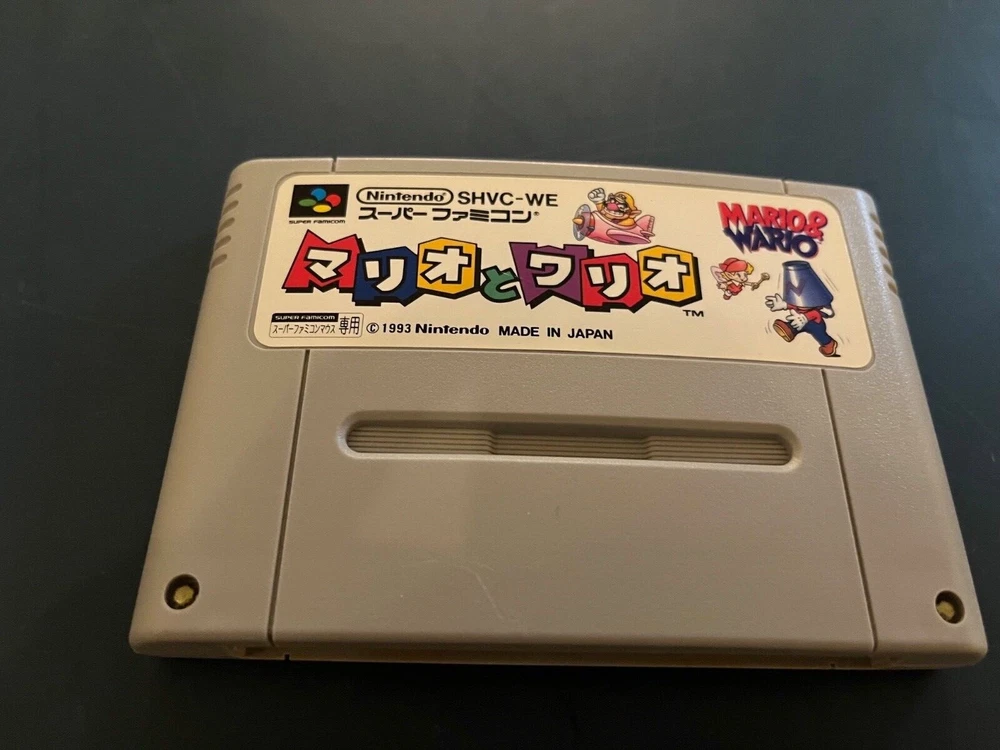 SUPER FAMICOM
Nintendo® SHVC-WE
スーパーファミコン®
マリオとワリオ™
MARIO&
WARIO
SUPER FAMICOM
スーパーファミコンマウス専用
©1993 Nintendo MADE IN JAPAN